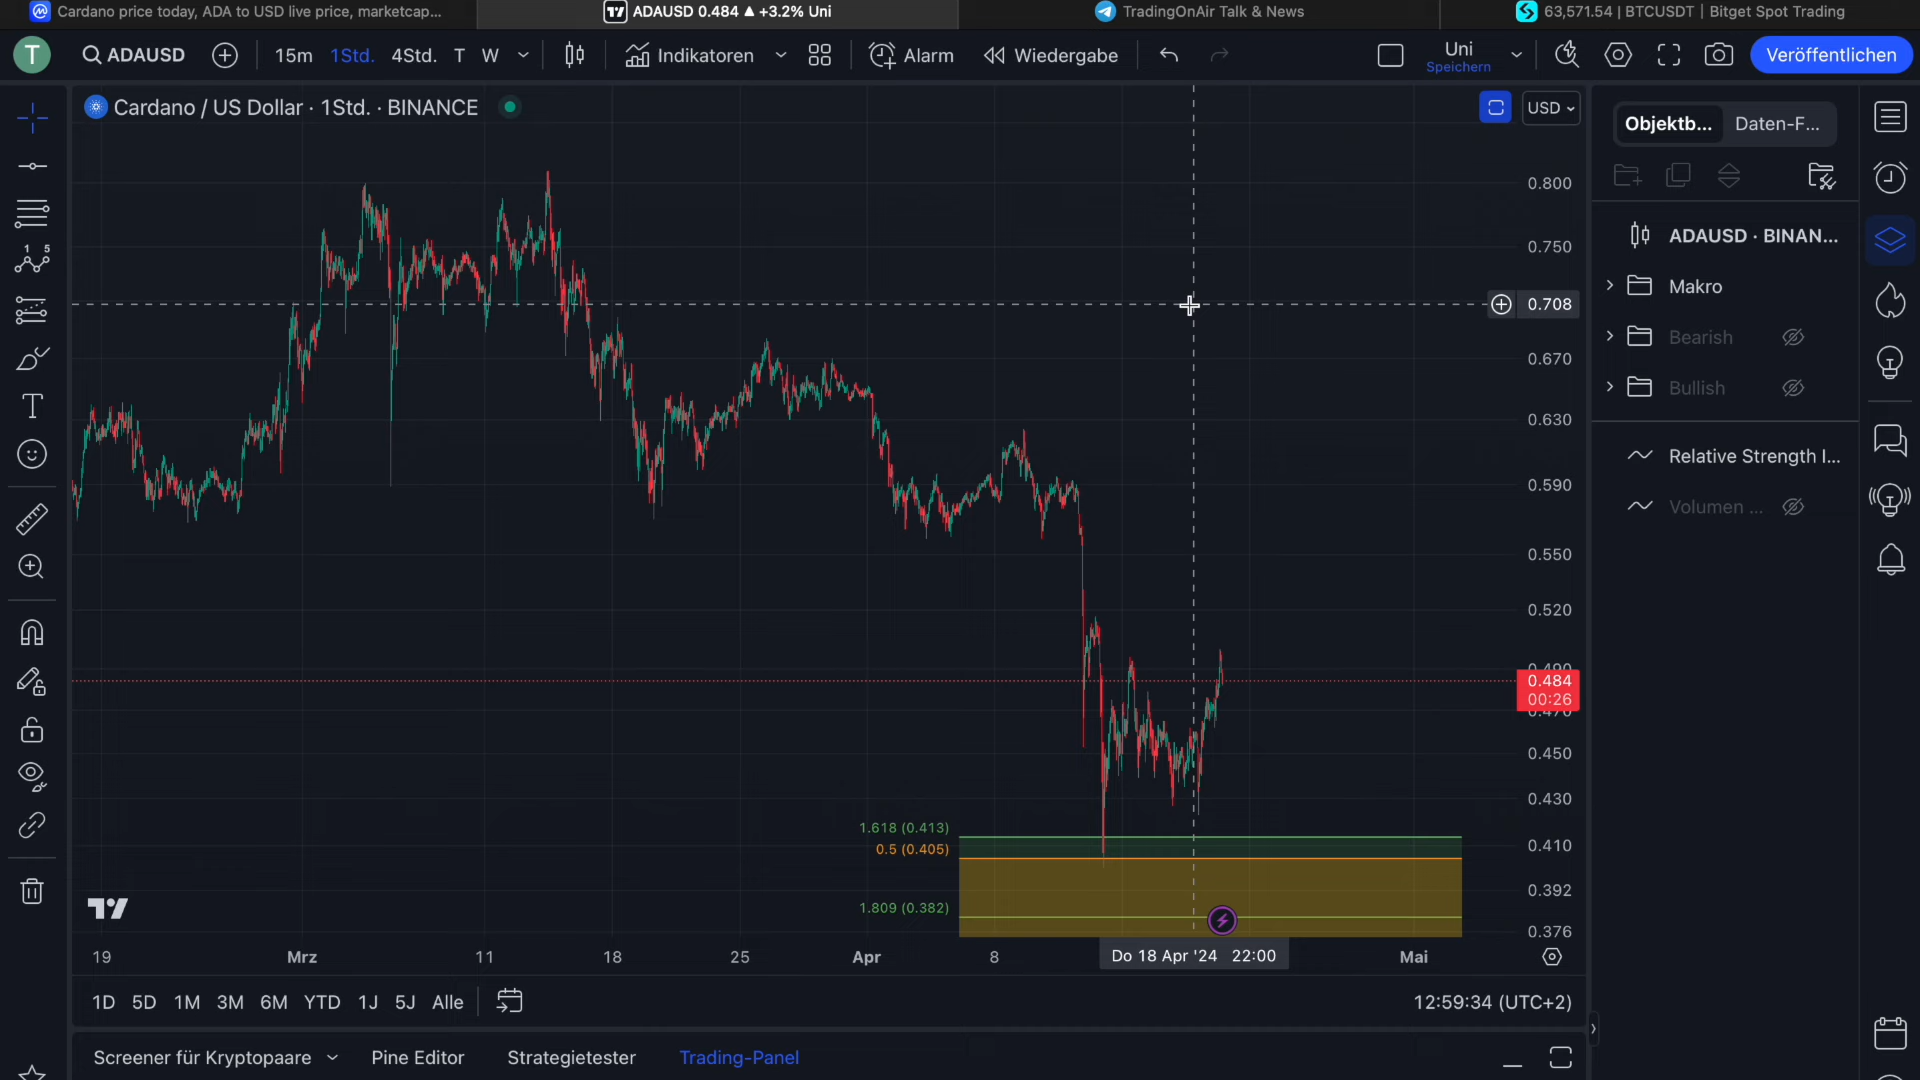 Cardano price today, ADA to USD live price, marketcap...
ADAUSD 0.484 ▲ +3.2% Uni
TradingOnAir Talk & News
63,571.54 | BTCUSDT | Bitget Spot Trading
T
ADAUSD
15m
1Std.
4Std.
T
W
Indikatoren
Alarm
Wiedergabe
Uni
Speichern
Veröffentlichen
Cardano / US Dollar · 1Std. · BINANCE
USD
Objektb...
Daten-F...
ADAUSD · BINAN...
Makro
Bearish
Bullish
Relative Strength I...
Volumen ...
0.800
0.750
0.708
0.670
0.630
0.590
0.550
0.520
0.490
0.484
00:26
0.470
0.450
0.430
0.410
0.392
0.376
1.618 (0.413)
0.5 (0.405)
1.809 (0.382)
19
Mrz
11
18
25
Apr
8
Do 18 Apr '24 22:00
Mai
1D
5D
1M
3M
6M
YTD
1J
5J
Alle
12:59:34 (UTC+2)
Screener für Kryptopaare
Pine Editor
Strategietester
Trading-Panel